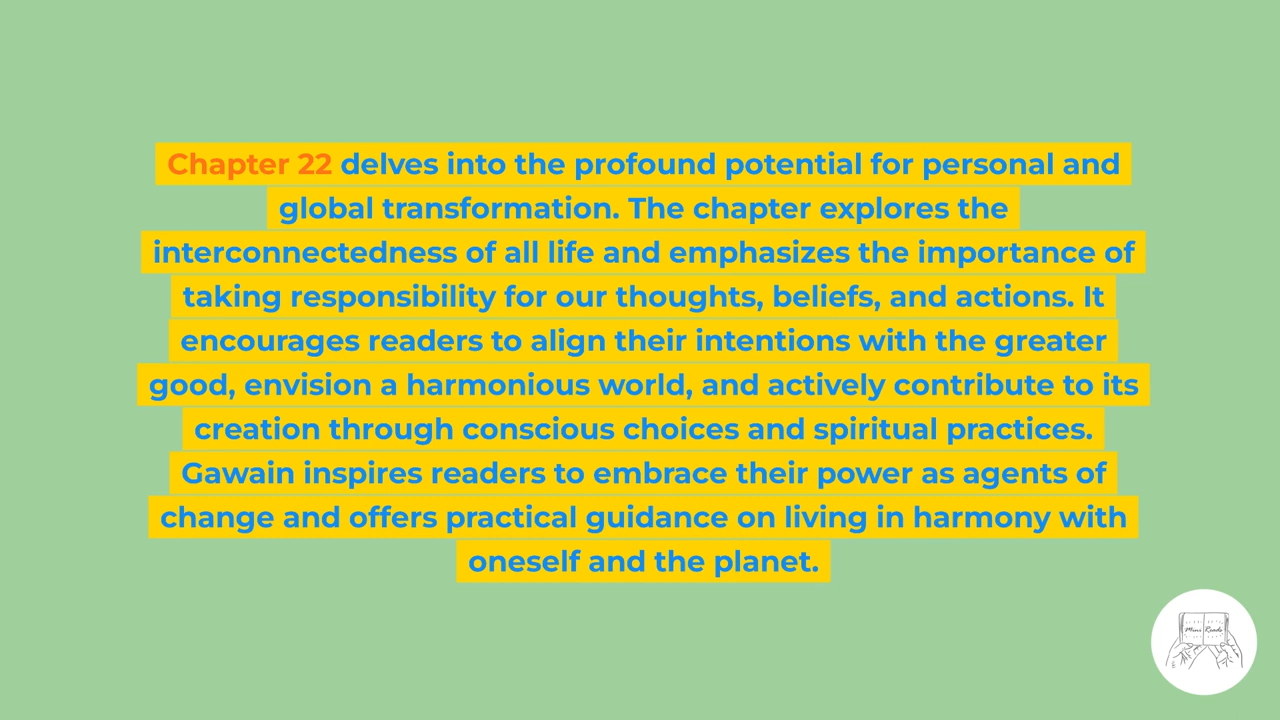 Chapter 22 delves into the profound potential for personal and
global transformation. The chapter explores the
interconnectedness of all life and emphasizes the importance of
taking responsibility for our thoughts, beliefs, and actions. It
encourages readers to align their intentions with the greater
good, envision a harmonious world, and actively contribute to its
creation through conscious choices and spiritual practices.
Gawain inspires readers to embrace their power as agents of
change and offers practical guidance on living in harmony with
oneself and the planet.
Mini Reads